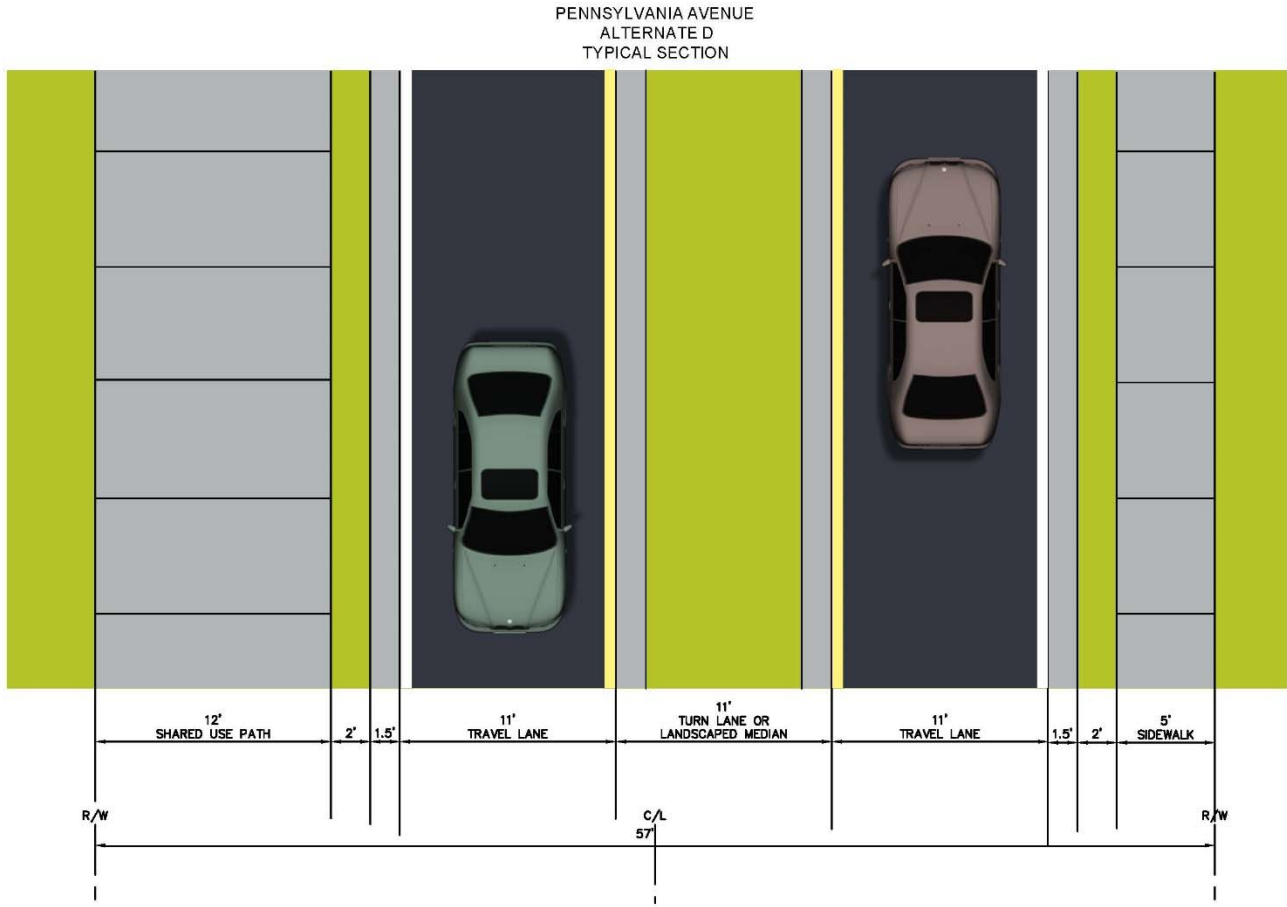 PENNSYLVANIA AVENUE
ALTERNATE D
TYPICAL SECTION
12'
SHARED USE PATH
2'
1.5'
11'
TRAVEL LANE
11'
TURN LANE OR
LANDSCAPED MEDIAN
11'
TRAVEL LANE
1.5'
2'
5'
SIDEWALK
R/W
C/L
R/W
57'